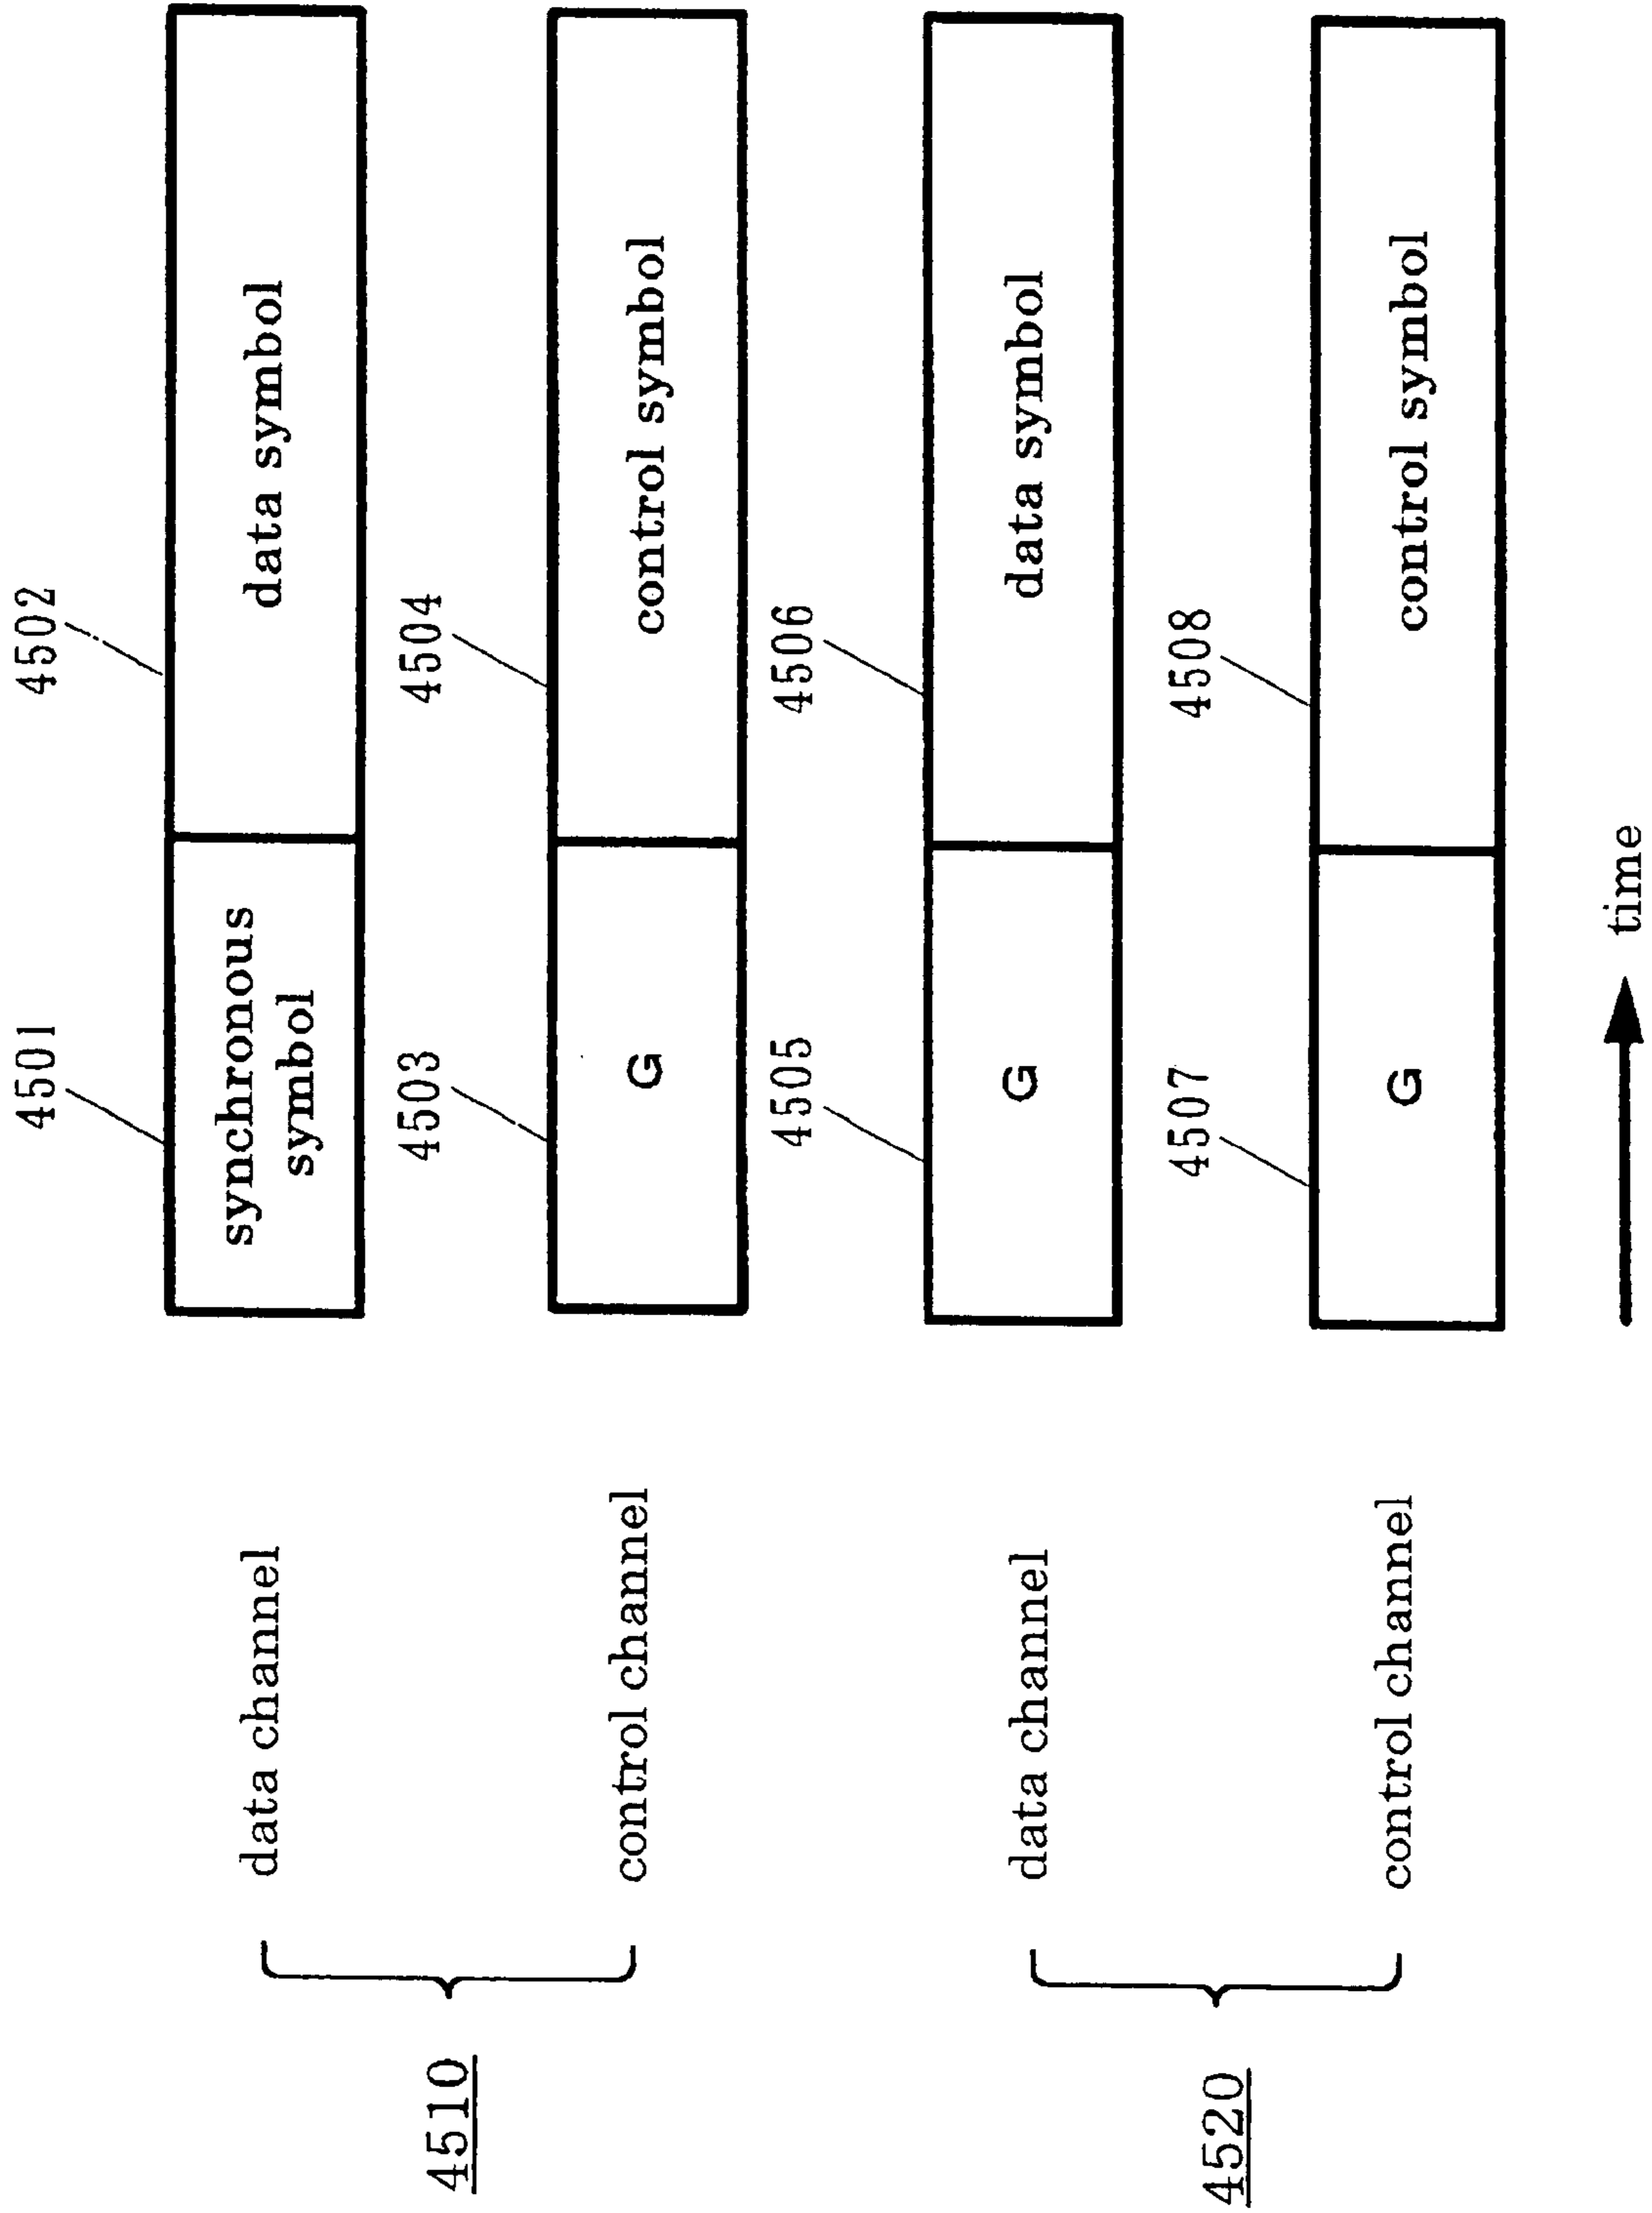 4501
4502
data channel
synchronous
symbol
data symbol
4510
4503
4504
control channel
G
control symbol
4505
4506
data channel
G
data symbol
4520
4507
4508
control channel
G
control symbol
time